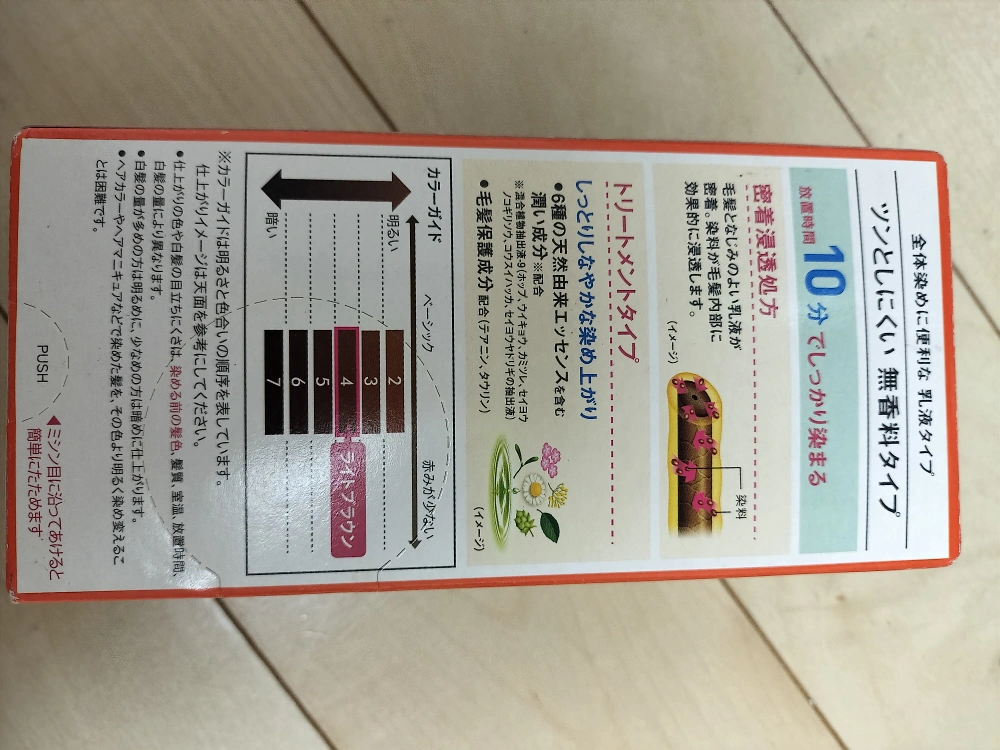 全体染めに便利な 乳液タイプ
ツンとしにくい 無香料タイプ
放置時間 10分でしっかり染まる
密着浸透処方
毛髪となじみのよい乳液が
密着。染料が毛髪内部に
効果的に浸透します。
(イメージ)
染料
トリートメントタイプ
しっとりしなやかな染め上がり
●6種の天然由来エッセンスを含む
潤い成分※配合
※混合植物抽出液-9(ホップ、ウイキョウ、カミツレ、セイヨウ
ノコギリソウ、コウスイハッカ、セイヨウヤドリギの抽出液)
●毛髪保護成分 配合(テアニン、タウリン)
(イメージ)
カラーガイド
ベーシック
赤みが少ない
明るい
2
3
4 ライトブラウン
5
6
7
暗い
※カラーガイドは明るさと色合いの順序を表しています。
仕上がりイメージは天面を参考にしてください。
●仕上がりの色や白髪の目立ちにくさは、染める前の髪色、髪質、室温、放置時間、
白髪の量により異なります。
●白髪の量が多めの方は明るめに、少なめの方は暗めに仕上がります。
●ヘアカラーやヘアマニキュアなどで染めた髪を、その色より明るく染め変えるこ
とは困難です。
PUSH
◀ミシン目に沿ってあけると
簡単にたためます